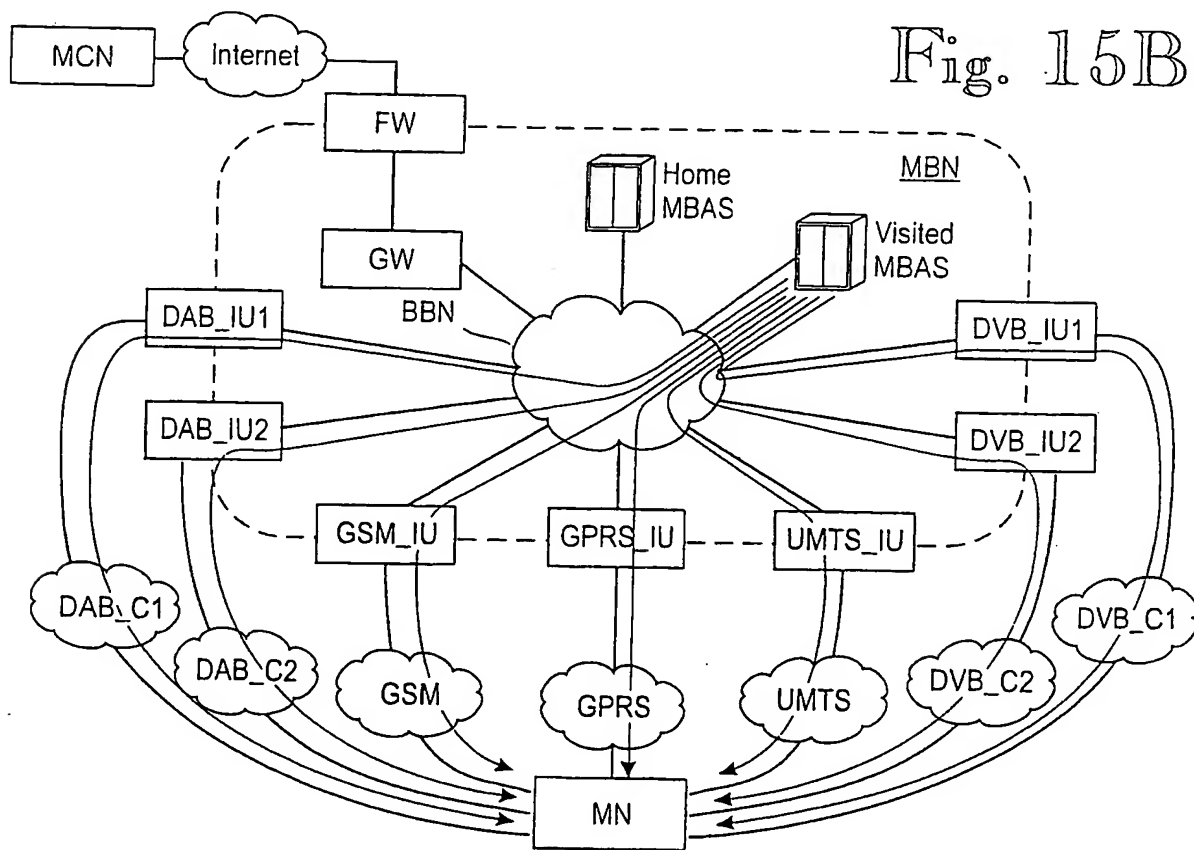 Fig. 15B
MCN
Internet
FW
MBN
Home
MBAS
Visited
MBAS
GW
BBN
DAB_IU1
DVB_IU1
DAB_IU2
DVB_IU2
GSM_IU
GPRS_IU
UMTS_IU
DAB_C1
DVB_C1
DAB_C2
DVB_C2
GSM
GPRS
UMTS
MN